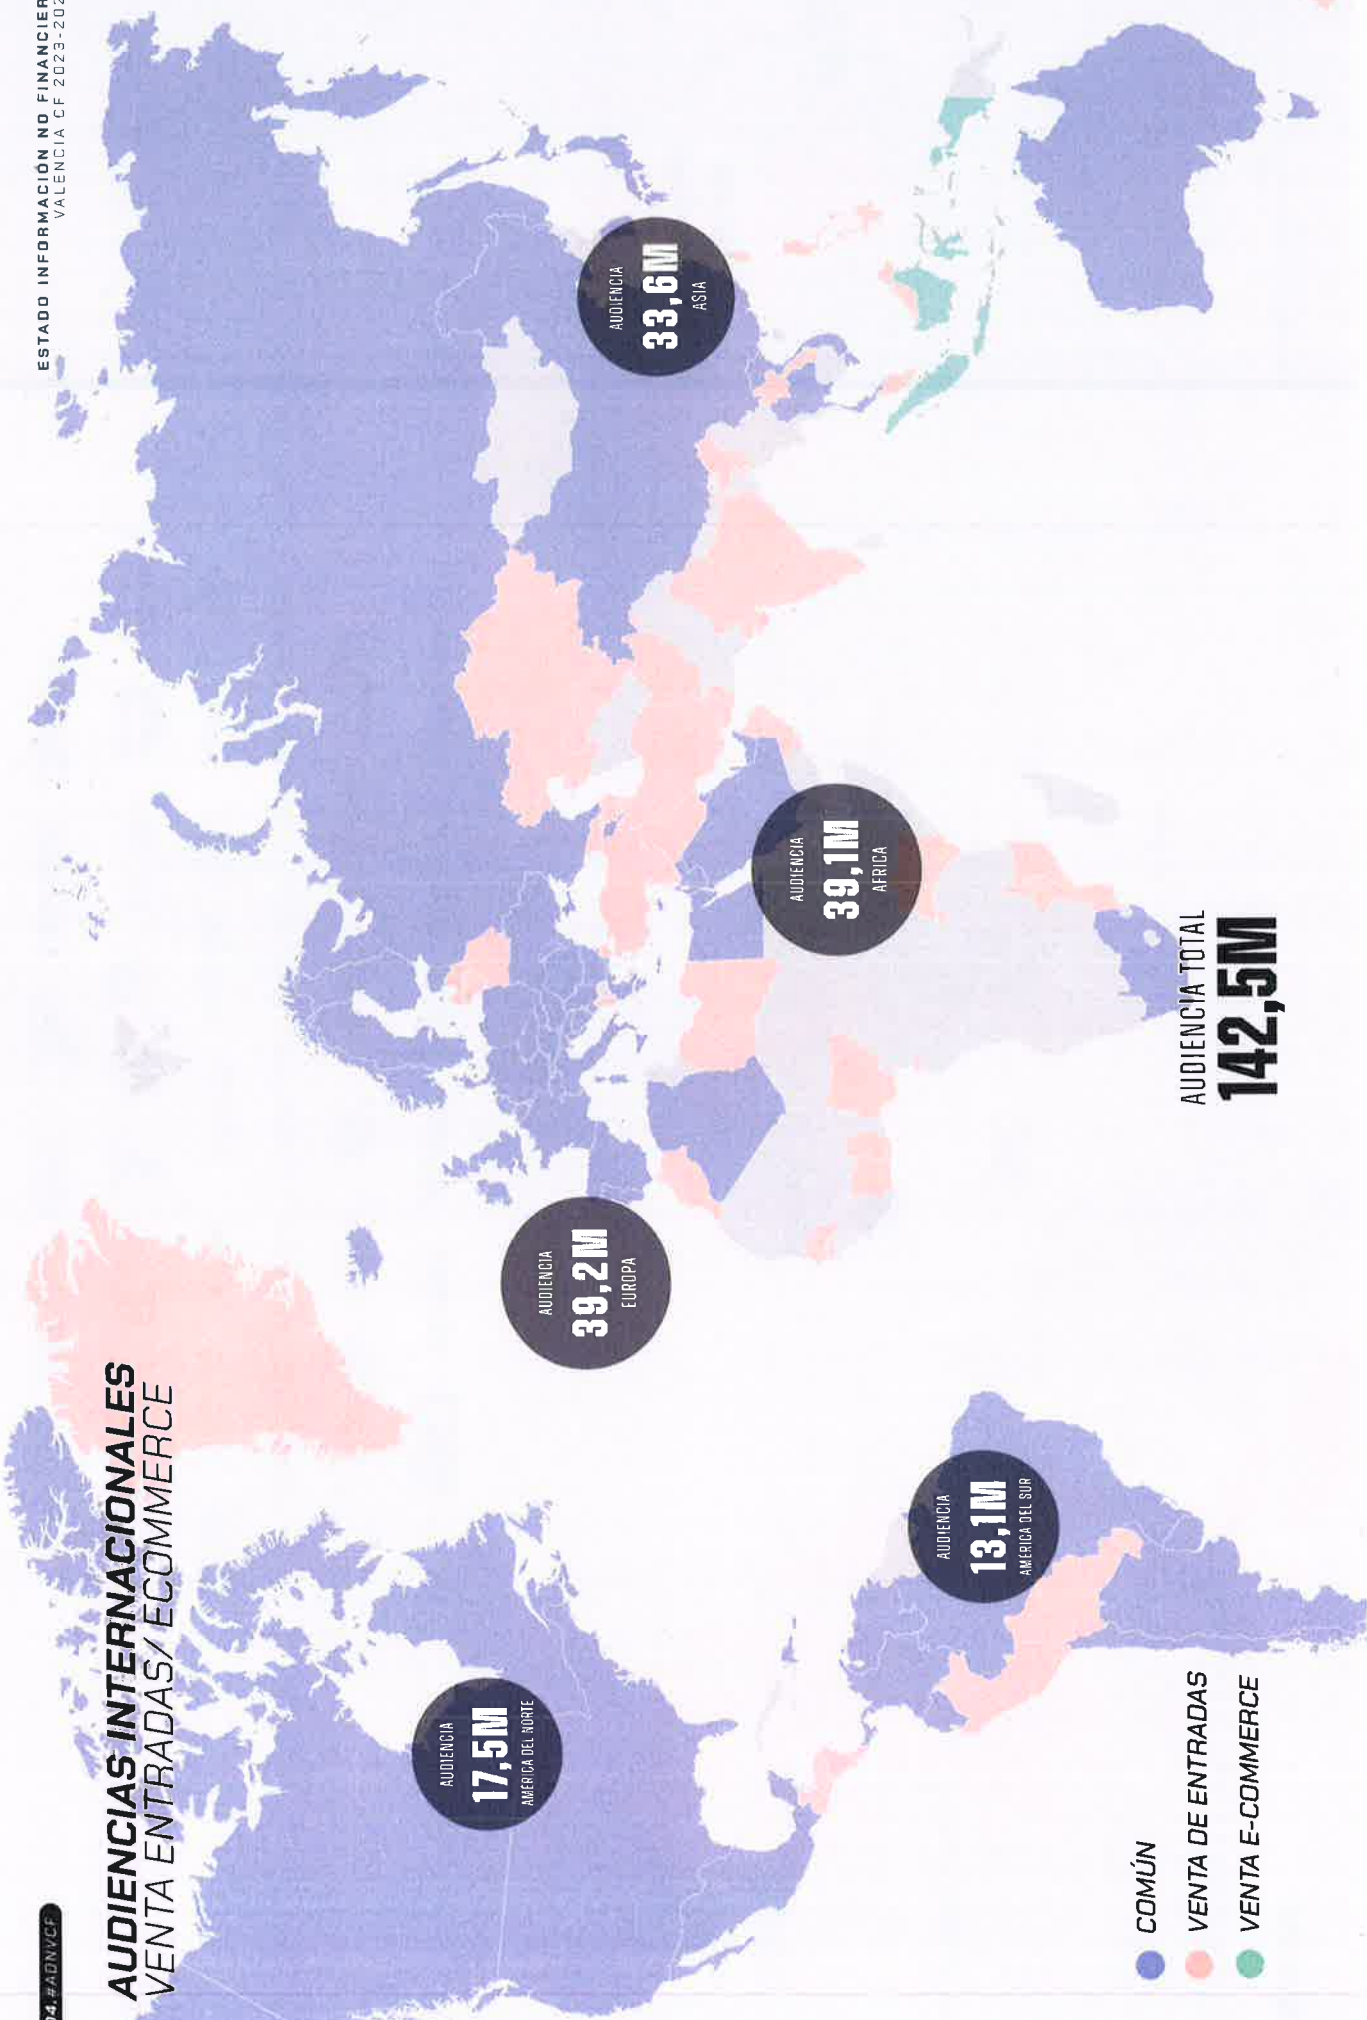 04. #ADNVCF
ESTADO INFORMACIÓN NO FINANCIER
VALENCIA CF 2023-202
AUDIENCIAS INTERNACIONALES
VENTA ENTRADAS/ ECOMMERCE
AUDIENCIA
17,5M
AMÉRICA DEL NORTE
AUDIENCIA
39,2M
EUROPA
AUDIENCIA
33,6M
ASIA
AUDIENCIA
39,1M
AFRICA
AUDIENCIA
13,1M
AMÉRICA DEL SUR
COMÚN
VENTA DE ENTRADAS
VENTA E-COMMERCE
AUDIENCIA TOTAL
142,5M